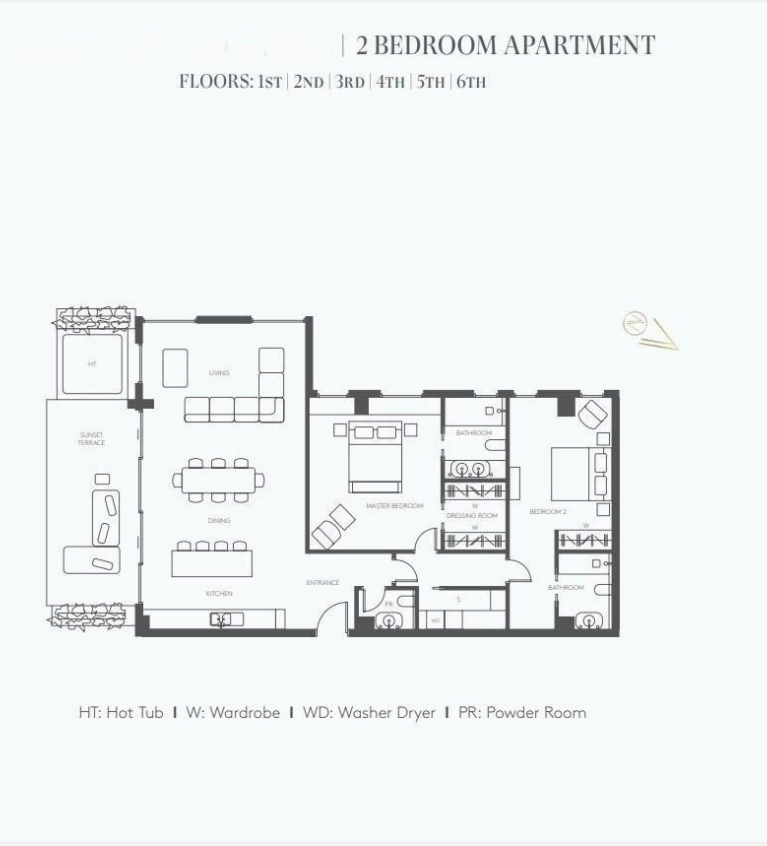 | 2 BEDROOM APARTMENT
FLOORS: 1ST | 2ND | 3RD | 4TH | 5TH | 6TH
HT
LIVING
SUNSET
TERRACE
BATHROOM
MASTER BEDROOM
W
DRESSING ROOM
W
BEDROOM 2
W
DINING
ENTRANCE
KITCHEN
BATHROOM
PR
S
WD
HT: Hot Tub I W: Wardrobe I WD: Washer Dryer I PR: Powder Room